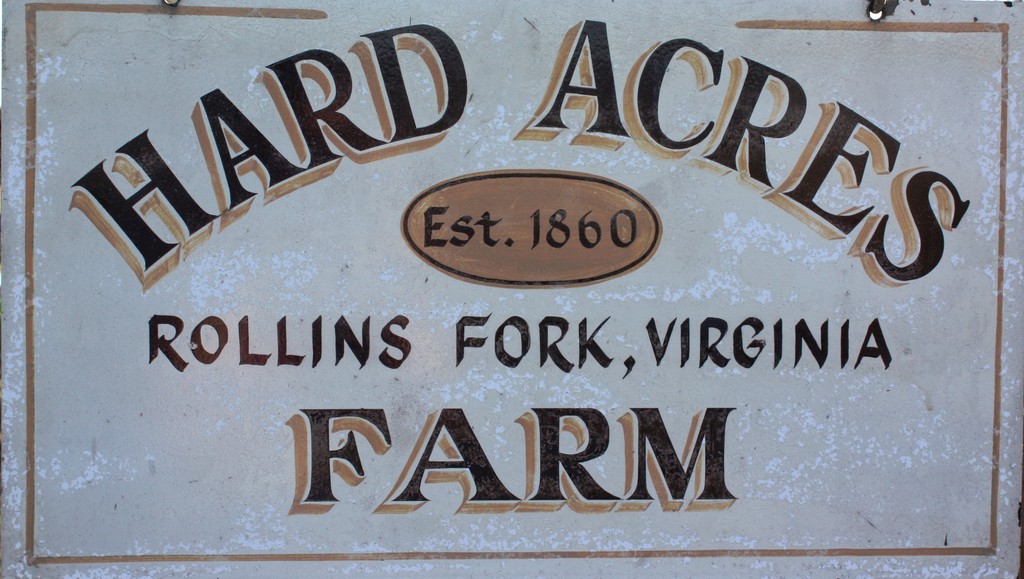 HARD ACRES
Est. 1860
ROLLINS FORK, VIRGINIA
FARM